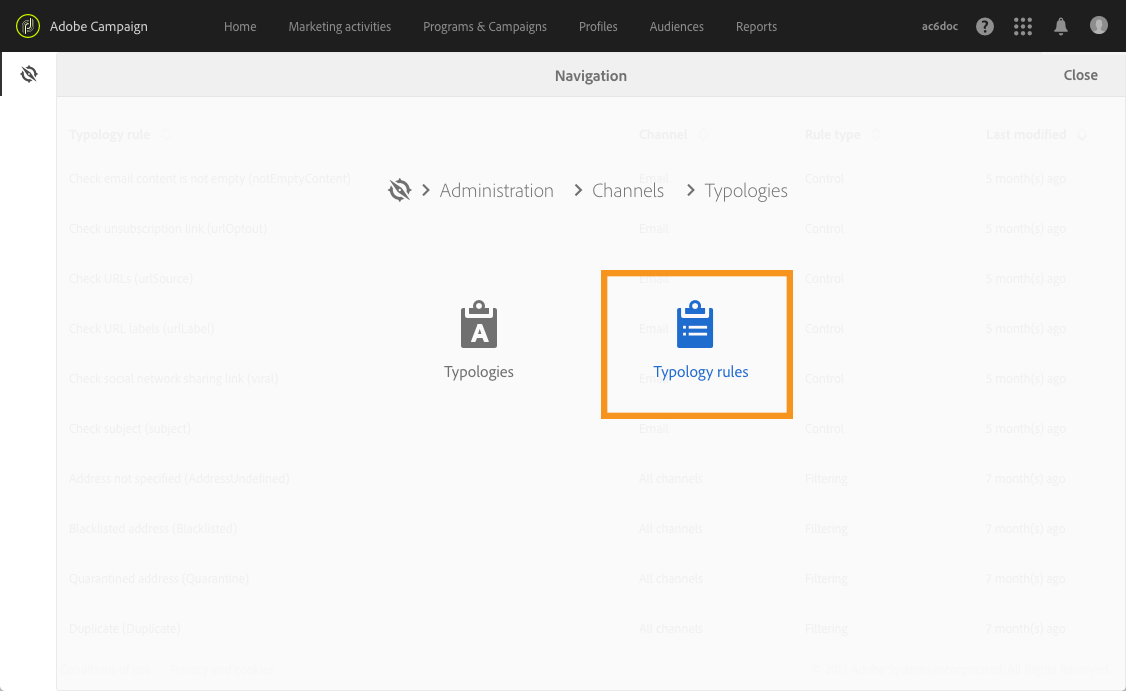 Adobe Campaign Home Marketing activities Programs & Campaigns Profiles Audiences Reports ac6doc
Navigation Close
Typology rule Channel Rule type Last modified
Check email content is not empty (notEmptyContent) Email Control 5 month(s) ago
Administration Channels Typologies
Check unsubscription link (urlOptout) Email Control 5 month(s) ago
Check URLs (urlSource) Email Control 5 month(s) ago
Check URL labels (urlLabel) Email Control 5 month(s) ago
A
Typologies Typology rules
Check social network sharing link (viral) Email Control 5 month(s) ago
Check subject (subject) Email Control 5 month(s) ago
Address not specified (AddressUndefined) All channels Filtering 7 month(s) ago
Blacklisted address (Blacklisted) All channels Filtering 7 month(s) ago
Quarantined address (Quarantine) All channels Filtering 7 month(s) ago
Duplicate (Duplicate) All channels Filtering 7 month(s) ago